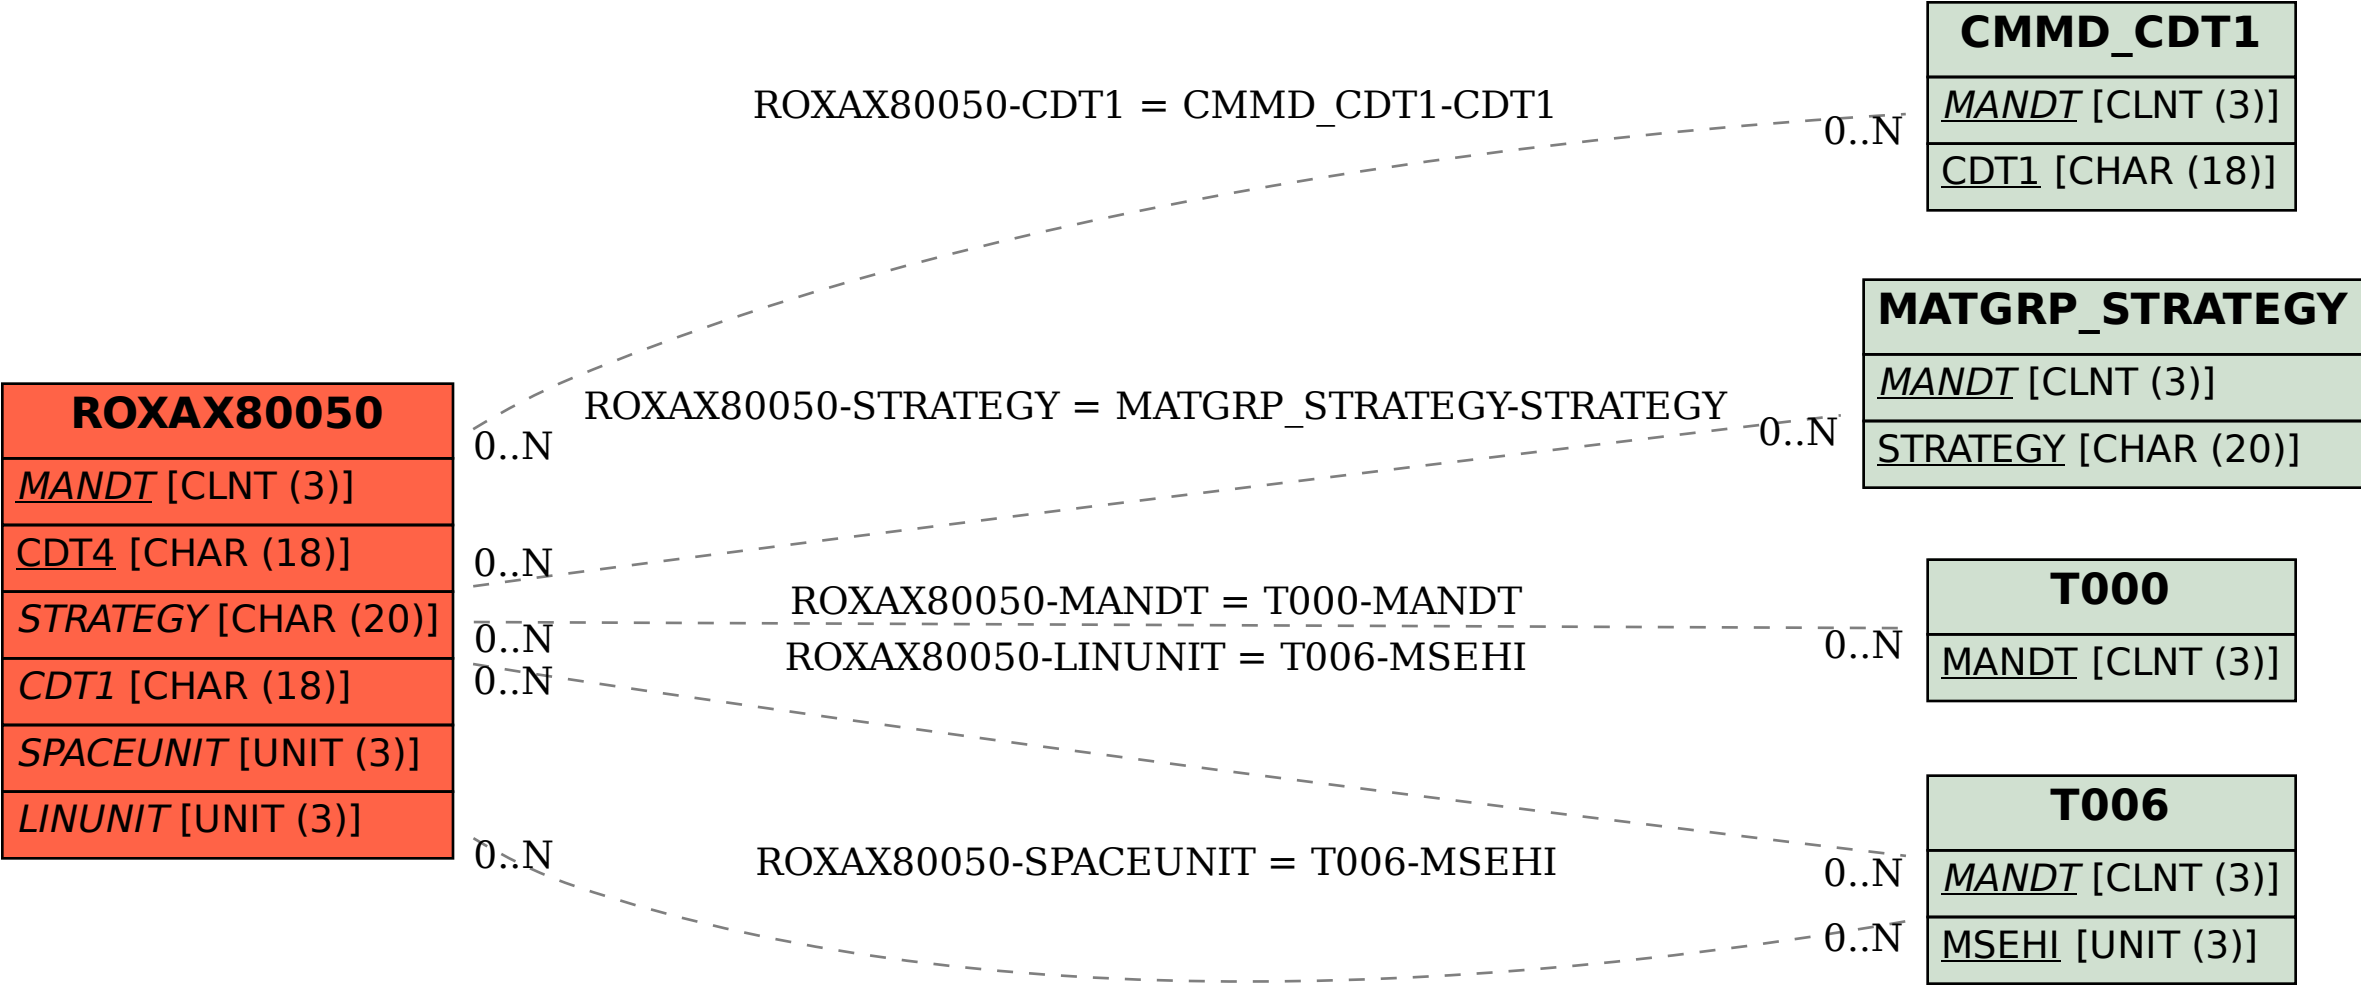 CMMD_CDT1
MANDT [CLNT (3)]
CDT1 [CHAR (18)]
ROXAX80050-CDT1 = CMMD_CDT1-CDT1
0..N
0..N
MATGRP_STRATEGY
MANDT [CLNT (3)]
STRATEGY [CHAR (20)]
ROXAX80050-STRATEGY = MATGRP_STRATEGY-STRATEGY
0..N
0..N
ROXAX80050
MANDT [CLNT (3)]
CDT4 [CHAR (18)]
STRATEGY [CHAR (20)]
CDT1 [CHAR (18)]
SPACEUNIT [UNIT (3)]
LINUNIT [UNIT (3)]
ROXAX80050-MANDT = T000-MANDT
0..N
0..N
T000
MANDT [CLNT (3)]
ROXAX80050-LINUNIT = T006-MSEHI
0..N
0..N
T006
MANDT [CLNT (3)]
MSEHI [UNIT (3)]
ROXAX80050-SPACEUNIT = T006-MSEHI
0..N
0..N